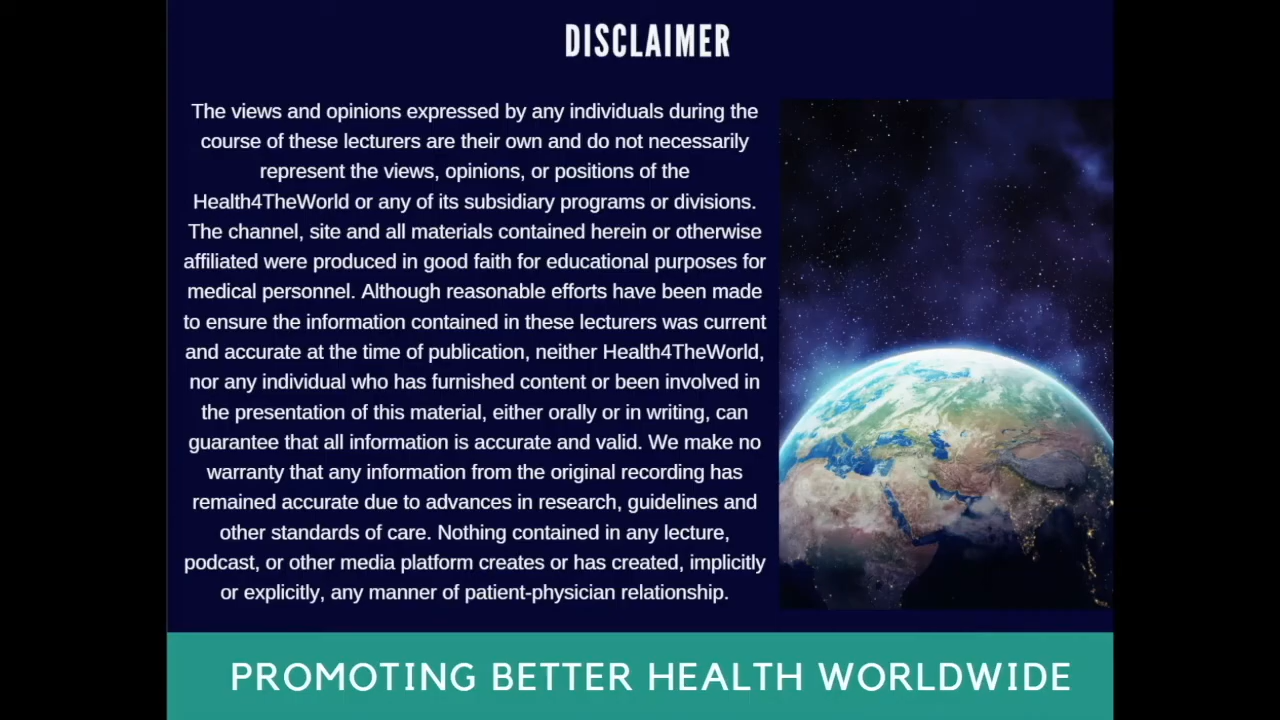 DISCLAIMER
The views and opinions expressed by any individuals during the
course of these lecturers are their own and do not necessarily
represent the views, opinions, or positions of the
Health4TheWorld or any of its subsidiary programs or divisions.
The channel, site and all materials contained herein or otherwise
affiliated were produced in good faith for educational purposes for
medical personnel. Although reasonable efforts have been made
to ensure the information contained in these lecturers was current
and accurate at the time of publication, neither Health4TheWorld,
nor any individual who has furnished content or been involved in
the presentation of this material, either orally or in writing, can
guarantee that all information is accurate and valid. We make no
warranty that any information from the original recording has
remained accurate due to advances in research, guidelines and
other standards of care. Nothing contained in any lecture,
podcast, or other media platform creates or has created, implicitly
or explicitly, any manner of patient-physician relationship.
PROMOTING BETTER HEALTH WORLDWIDE